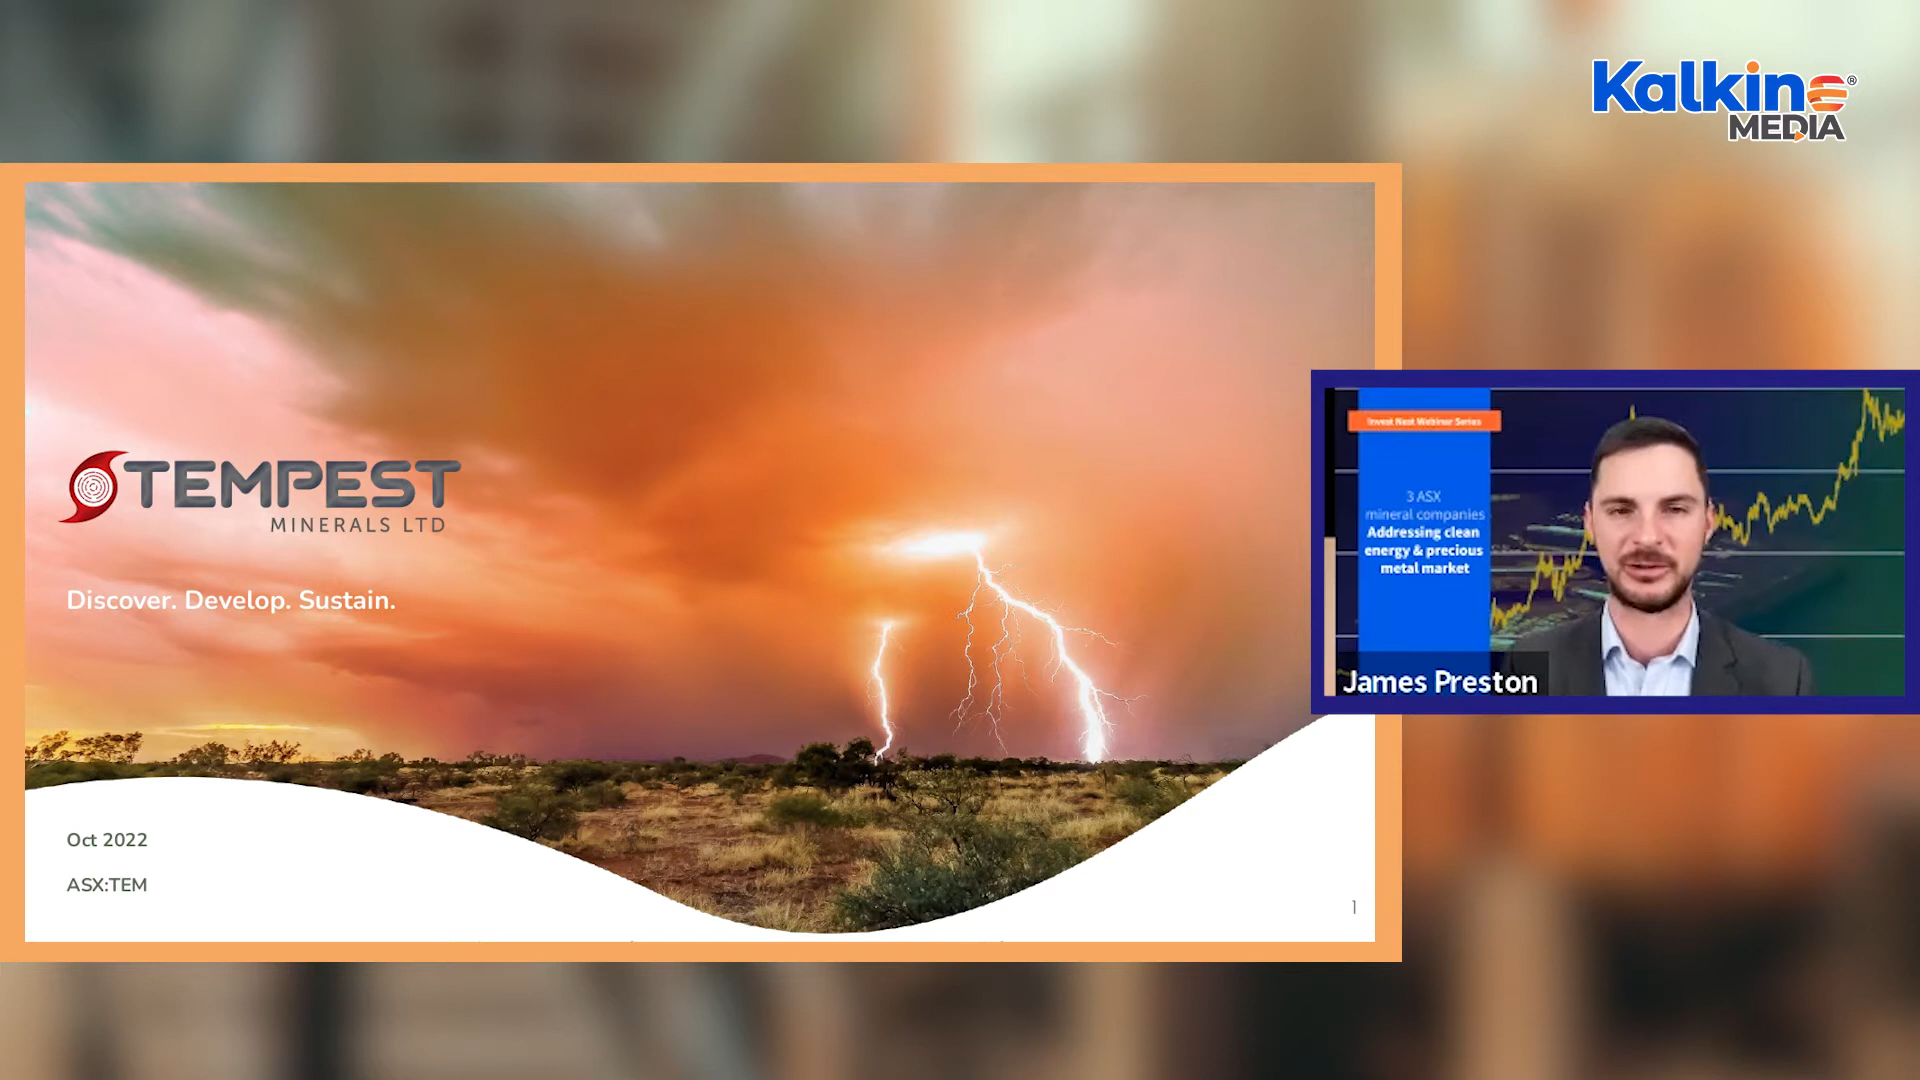 Kalkine®
MEDIA
TEMPEST
MINERALS LTD
Discover. Develop. Sustain.
Oct 2022
ASX:TEM
1
Invest Next Webinar Series
3 ASX
mineral companies
Addressing clean
energy & precious
metal market
James Preston